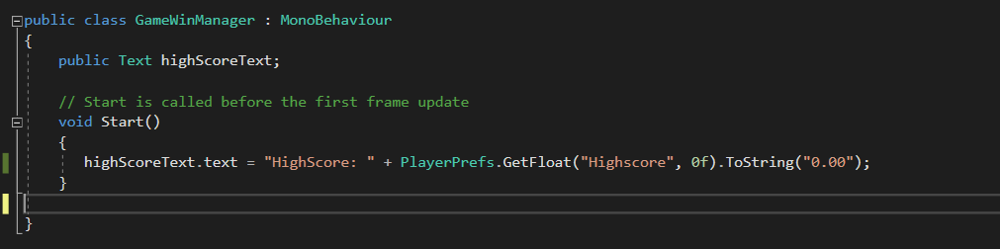 public class GameWinManager : MonoBehaviour
{
    public Text highScoreText;

    // Start is called before the first frame update
    void Start()
    {
        highScoreText.text = "HighScore: " + PlayerPrefs.GetFloat("Highscore", 0f).ToString("0.00");
    }

}